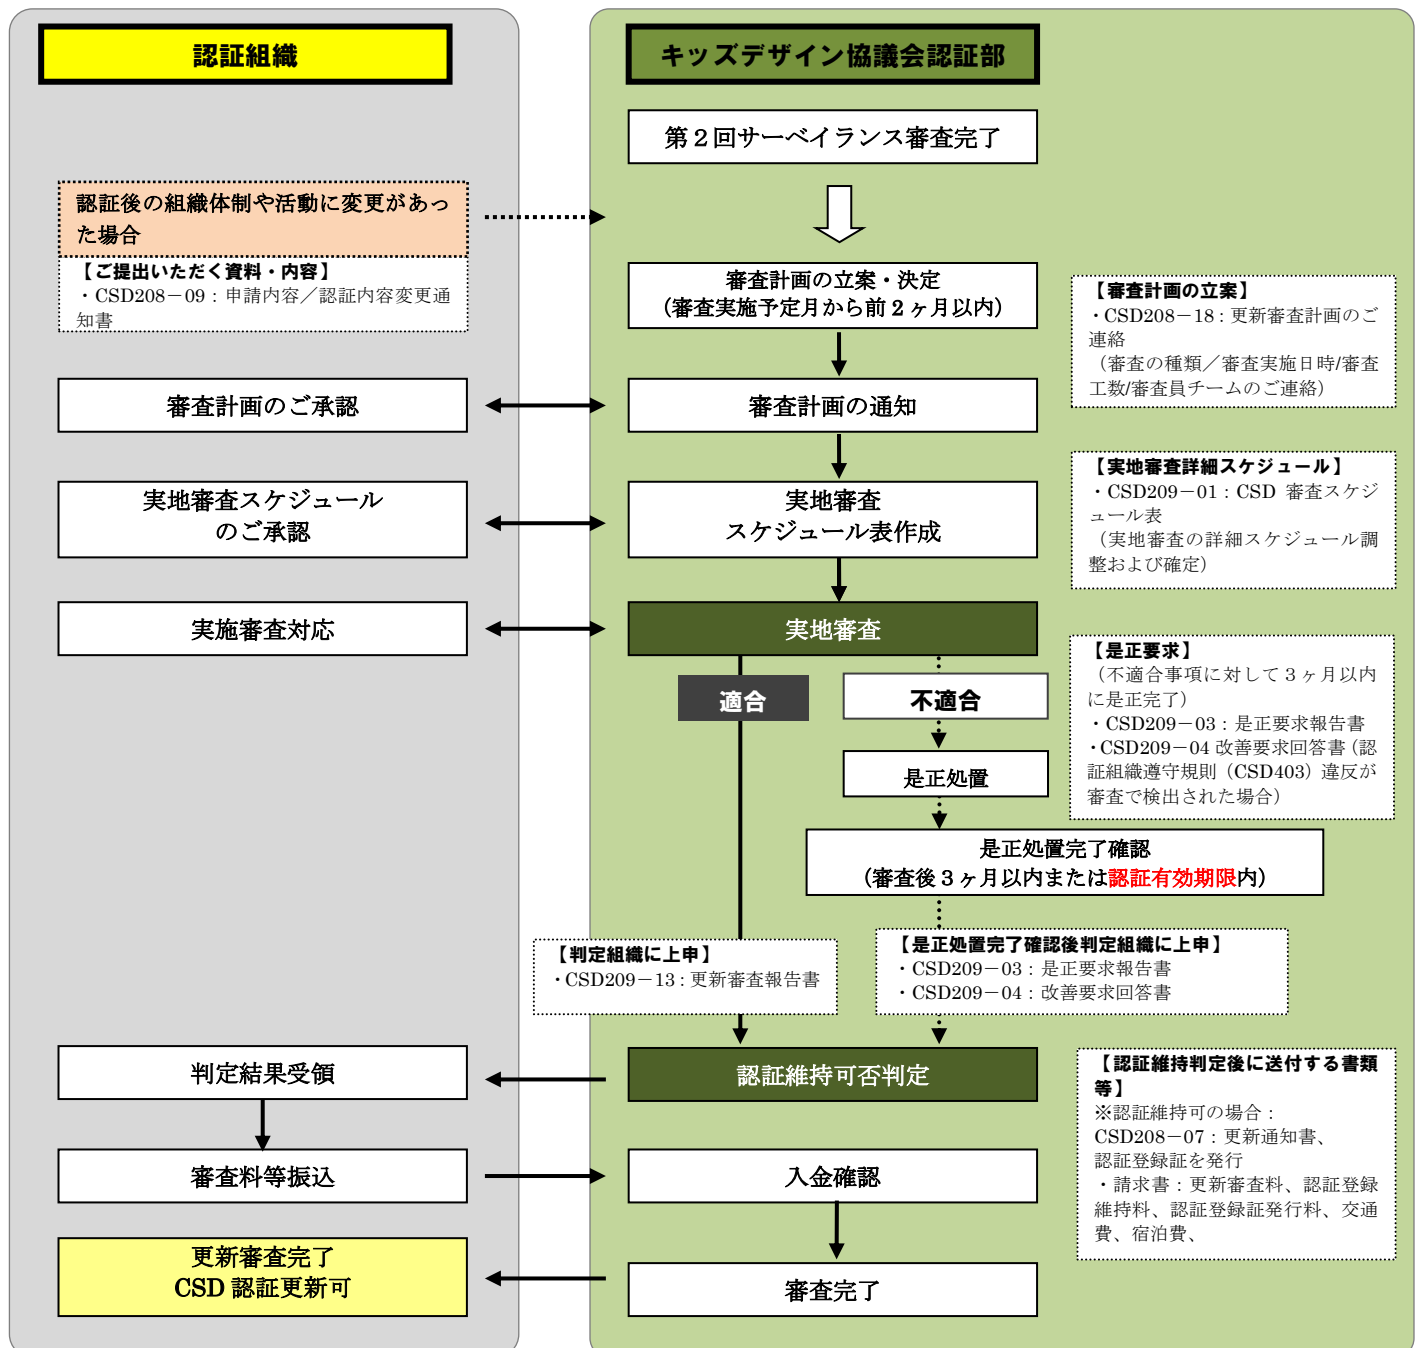 認証組織
キッズデザイン協議会認証部
第２回サーベイランス審査完了
認証後の組織体制や活動に変更があっ
た場合
【ご提出いただく資料・内容】
・CSD208－09：申請内容／認証内容変更通
知書
審査計画の立案・決定
（審査実施予定月から前２ヶ月以内）
【審査計画の立案】
・CSD208－18：更新審査計画のご
連絡
（審査の種類／審査実施日時/審査
工数/審査員チームのご連絡）
審査計画のご承認
審査計画の通知
【実地審査詳細スケジュール】
・CSD209－01：CSD 審査スケジ
ュール表
（実地審査の詳細スケジュール調
整および確定）
実地審査スケジュール
のご承認
実地審査
スケジュール表作成
実施審査対応
実地審査
【是正要求】
（不適合事項に対して３ヶ月以内
に是正完了）
・CSD209－03：是正要求報告書
・CSD209－04 改善要求回答書（認
証組織遵守規則（CSD403）違反が
審査で検出された場合）
適合
不適合
是正処置
是正処置完了確認
（審査後３ヶ月以内または認証有効期限内）
【判定組織に上申】
・CSD209－13：更新審査報告書
【是正処置完了確認後判定組織に上申】
・CSD209－03：是正要求報告書
・CSD209－04：改善要求回答書
判定結果受領
認証維持可否判定
【認証維持判定後に送付する書類
等】
※認証維持可の場合：
CSD208－07：更新通知書、
認証登録証を発行
・請求書：更新審査料、認証登録
維持料、認証登録証発行料、交通
費、宿泊費、
審査料等振込
入金確認
更新審査完了
CSD 認証更新可
審査完了